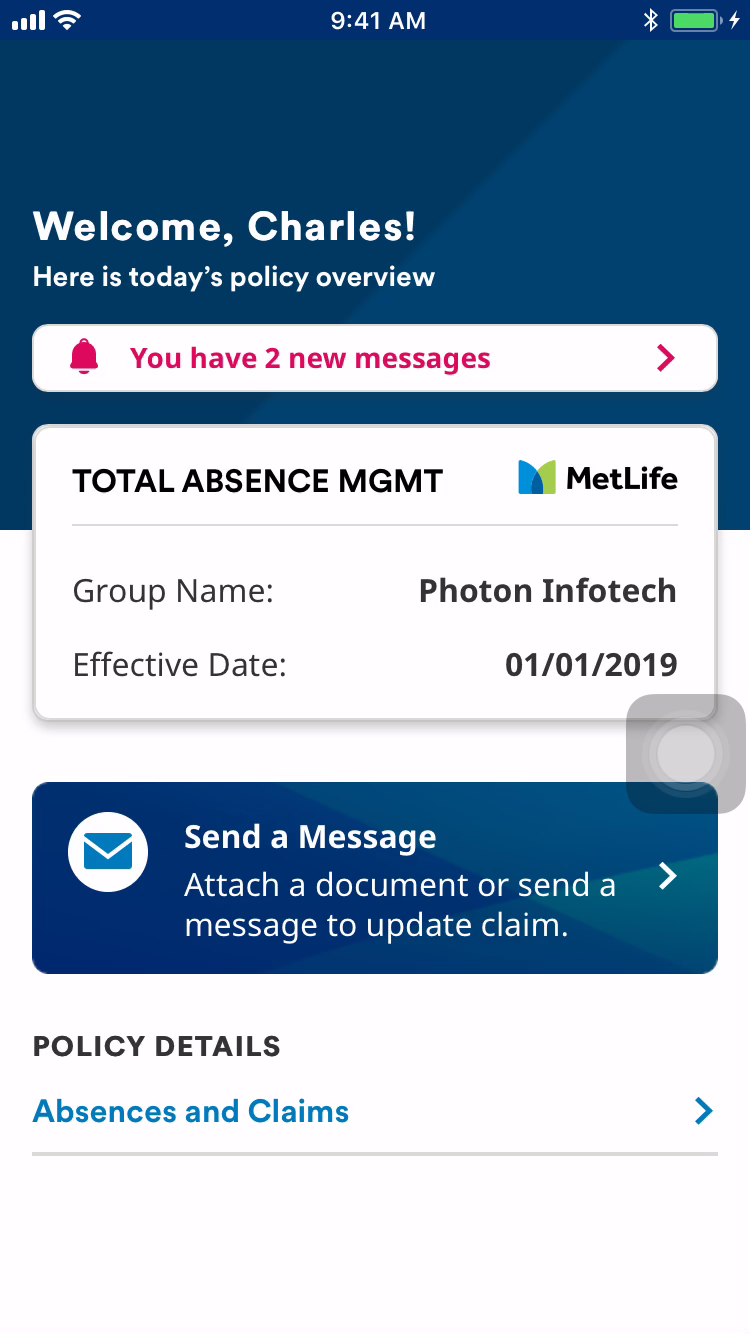 9:41 AM
Welcome, Charles!
Here is today’s policy overview
You have 2 new messages
TOTAL ABSENCE MGMT MetLife
Group Name: Photon Infotech
Effective Date: 01/01/2019
Send a Message
Attach a document or send a
message to update claim.
POLICY DETAILS
Absences and Claims